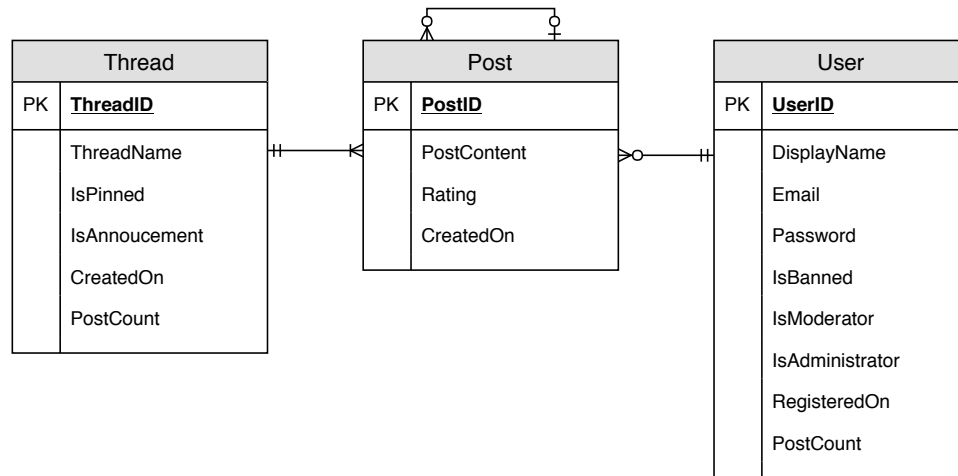 Thread
PK ThreadID
ThreadName
IsPinned
IsAnnoucement
CreatedOn
PostCount
Post
PK PostID
PostContent
Rating
CreatedOn
User
PK UserID
DisplayName
Email
Password
IsBanned
IsModerator
IsAdministrator
RegisteredOn
PostCount